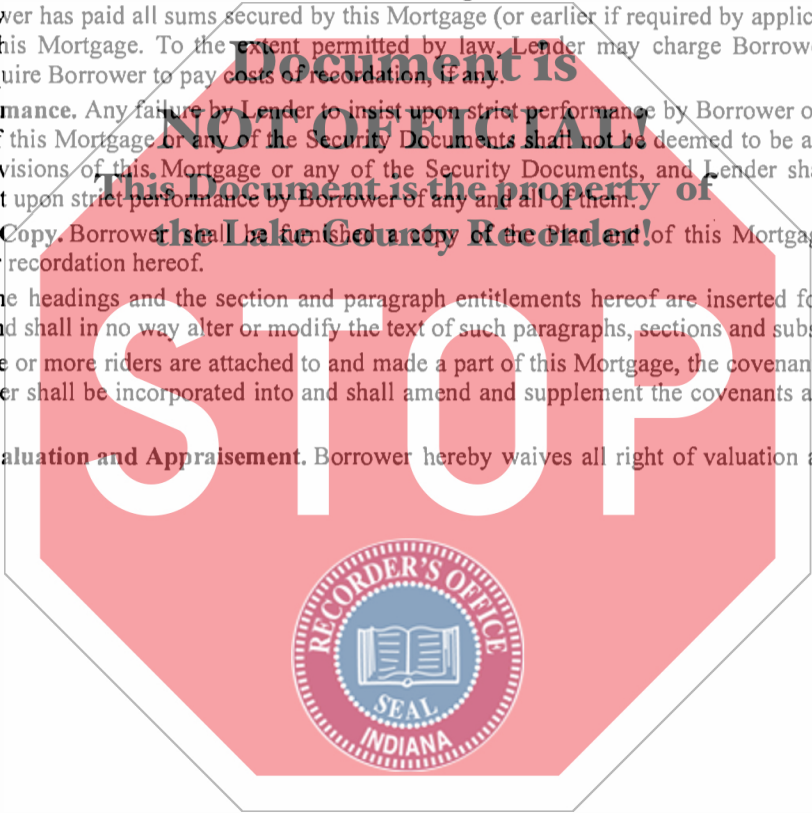 wer has paid all sums secured by this Mortgage (or earlier if required by applic
his Mortgage. To the extent permitted by law, Lender may charge Borrow
uire Borrower to pay costs of recordation, if any.
Document is
mance. Any failure by Lender to insist upon strict performance by Borrower o
NOT OFFICIAL!
f this Mortgage or any of the Security Documents shall not be deemed to be a
visions of this Mortgage or any of the Security Documents, and Lender sh
This Document is the property of
t upon strict performance by Borrower of any and all of them.
Copy. Borrower shall be furnished a copy of the Plan and of this Mortgag
the Lake County Recorder!
recordation hereof.
ne headings and the section and paragraph entitlements hereof are inserted fo
nd shall in no way alter or modify the text of such paragraphs, sections and subs
e or more riders are attached to and made a part of this Mortgage, the covenan
er shall be incorporated into and shall amend and supplement the covenants a
STOP
aluation and Appraisement. Borrower hereby waives all right of valuation a
RECORDER'S OFFICE
SEAL
INDIANA